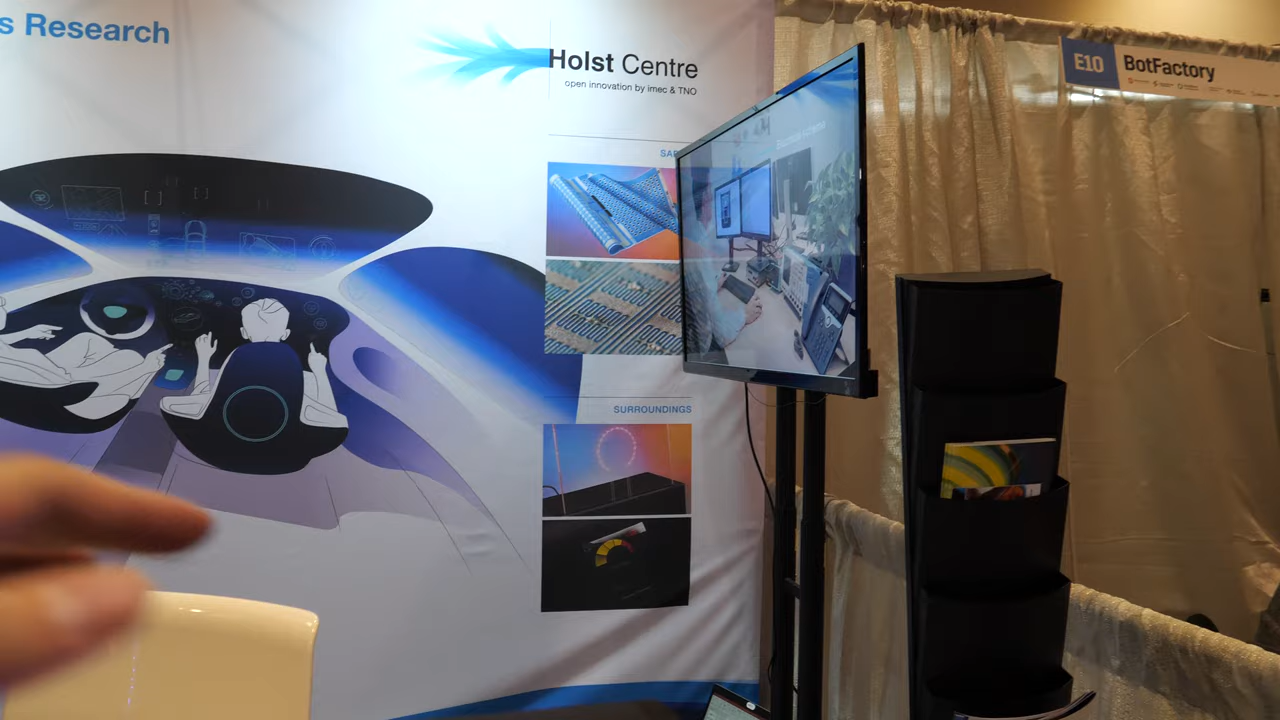 s Research
Holst Centre
open innovation by imec & TNO
E10
BotFactory
SURROUNDINGS